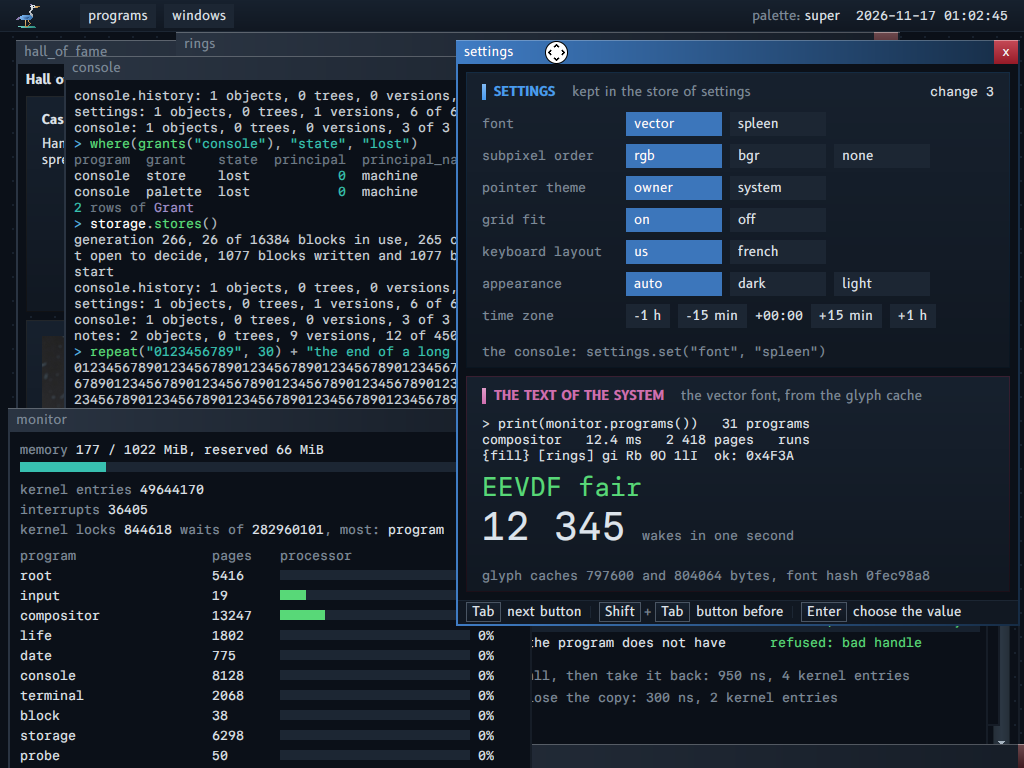 programs windows palette: super 2026-11-17 01:02:45
rings
hall_of_fame
console
Hall o
Cas
Han
spre
console.history: 1 objects, 0 trees, 0 versions,
settings: 1 objects, 0 trees, 1 versions, 6 of 6
console: 1 objects, 0 trees, 0 versions, 3 of 3
> where(grants("console"), "state", "lost")
program grant state principal principal_na
console store lost 0 machine
console palette lost 0 machine
2 rows of Grant
> storage.stores()
generation 266, 26 of 16384 blocks in use, 265 o
t open to decide, 1077 blocks written and 1077 b
start
console.history: 1 objects, 0 trees, 0 versions,
settings: 1 objects, 0 trees, 1 versions, 6 of 6
console: 1 objects, 0 trees, 0 versions, 3 of 3
notes: 2 objects, 0 trees, 9 versions, 12 of 450
> repeat("0123456789", 30) + "the end of a long
012345678901234567890123456789012345678901234567
678901234567890123456789012345678901234567890123
234567890123456789012345678901234567890123456789
settings x
SETTINGS kept in the store of settings change 3
font vector spleen
subpixel order rgb bgr none
pointer theme owner system
grid fit on off
keyboard layout us french
appearance auto dark light
time zone -1 h -15 min +00:00 +15 min +1 h
the console: settings.set("font", "spleen")
THE TEXT OF THE SYSTEM the vector font, from the glyph cache
> print(monitor.programs()) 31 programs
compositor 12.4 ms 2 418 pages runs
{fill} [rings] gi Rb 0O 1lI ok: 0x4F3A
EEVDF fair
12 345 wakes in one second
glyph caches 797600 and 804064 bytes, font hash 0fec98a8
Tab next button Shift + Tab button before Enter choose the value
monitor
memory 177 / 1022 MiB, reserved 66 MiB
kernel entries 49644170
interrupts 36405
kernel locks 844618 waits of 282960101, most: program
program pages processor
root 5416
input 19
compositor 13247
life 1802 0%
date 775 0%
console 8128 0%
terminal 2068 0%
block 38 0%
storage 6298 0%
probe 50 0%
the program does not have refused: bad handle
all, then take it back: 950 ns, 4 kernel entries
lose the copy: 300 ns, 2 kernel entries